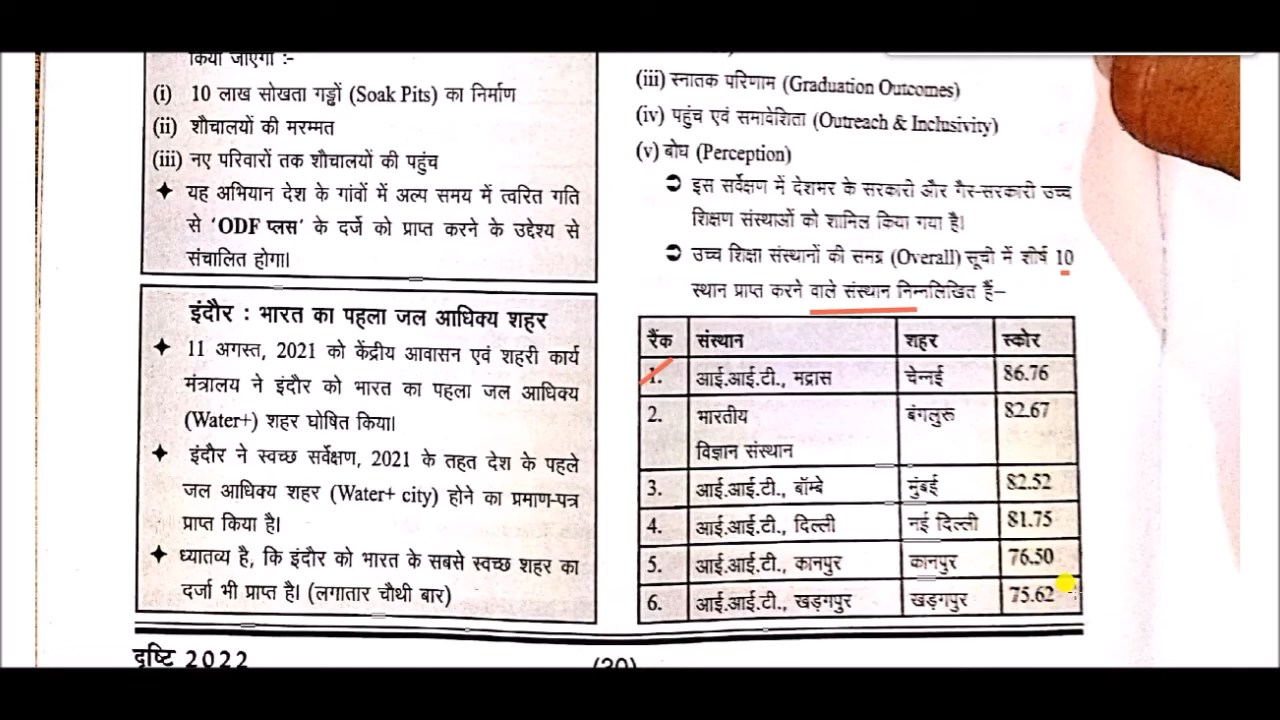 किया जाएगा :-
(i) 10 लाख सोखता गड्ढों (Soak Pits) का निर्माण
(ii) शौचालयों की मरम्मत
(iii) नए परिवारों तक शौचालयों की पहुंच
✦ यह अभियान देश के गांवों में अल्प समय में त्वरित गति
से ‘ODF प्लस’ के दर्जे को प्राप्त करने के उद्देश्य से
संचालित होगा।
इंदौर : भारत का पहला जल आधिक्य शहर
✦ 11 अगस्त, 2021 को केंद्रीय आवासन एवं शहरी कार्य
मंत्रालय ने इंदौर को भारत का पहला जल आधिक्य
(Water+) शहर घोषित किया।
✦ इंदौर ने स्वच्छ सर्वेक्षण, 2021 के तहत देश के पहले
जल आधिक्य शहर (Water+ city) होने का प्रमाण-पत्र
प्राप्त किया है।
✦ ध्यातव्य है, कि इंदौर को भारत के सबसे स्वच्छ शहर का
दर्जा भी प्राप्त है। (लगातार चौथी बार)
(iii) स्नातक परिणाम (Graduation Outcomes)
(iv) पहुंच एवं समावेशिता (Outreach & Inclusivity)
(v) बोध (Perception)
➲ इस सर्वेक्षण में देशभर के सरकारी और गैर-सरकारी उच्च
शिक्षण संस्थाओं को शामिल किया गया है।
➲ उच्च शिक्षा संस्थानों की समग्र (Overall) सूची में शीर्ष 10
स्थान प्राप्त करने वाले संस्थान निम्नलिखित हैं–
रैंक संस्थान शहर स्कोर
1. आई.आई.टी., मद्रास चेन्नई 86.76
2. भारतीय बंगलुरु 82.67
विज्ञान संस्थान
3. आई.आई.टी., बॉम्बे मुंबई 82.52
4. आई.आई.टी., दिल्ली नई दिल्ली 81.75
5. आई.आई.टी., कानपुर कानपुर 76.50
6. आई.आई.टी., खड़गपुर खड़गपुर 75.62
दृष्टि 2022